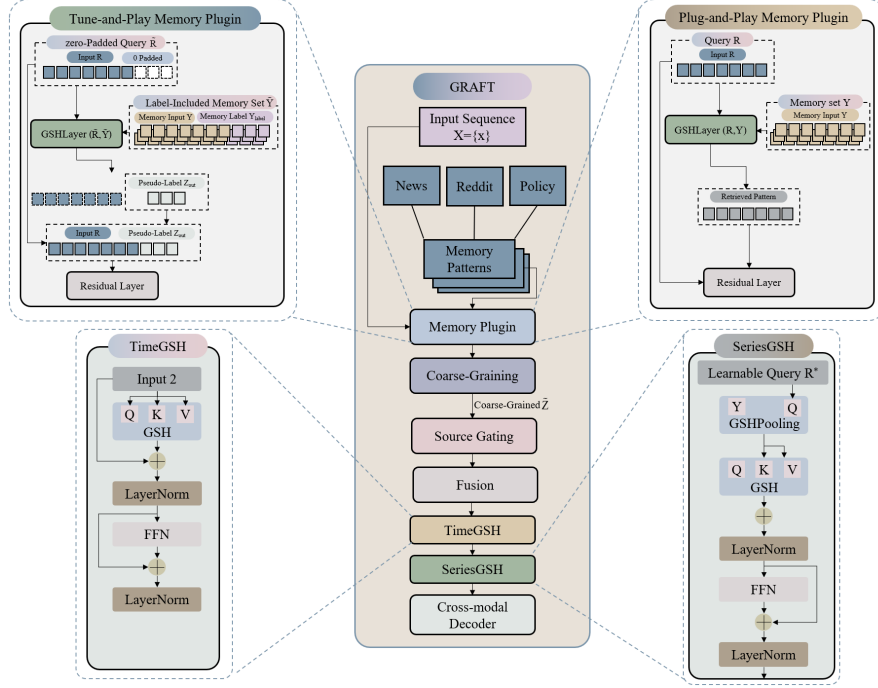 Tune-and-Play Memory Plugin
zero-Padded Query R̃
Input R
0 Padded
Label-Included Memory Set Ỹ
Memory Input Y
Memory Label Y_label
GSHLayer (R̃, Ỹ)
Pseudo-Label Z_out
Input R
Pseudo-Label Z_out
Residual Layer
GRAFT
Input Sequence
X={x}
News
Reddit
Policy
Memory
Patterns
Memory Plugin
Coarse-Graining
Coarse-Grained Z̃
Source Gating
Fusion
TimeGSH
SeriesGSH
Cross-modal
Decoder
Plug-and-Play Memory Plugin
Query R
Input R
Memory set Y
Memory Input Y
GSHLayer (R,Y)
Retrieved Pattern
Residual Layer
TimeGSH
Input 2
Q K V
GSH
LayerNorm
FFN
LayerNorm
SeriesGSH
Learnable Query R*
Y Q
GSHPooling
Q K V
GSH
LayerNorm
FFN
LayerNorm